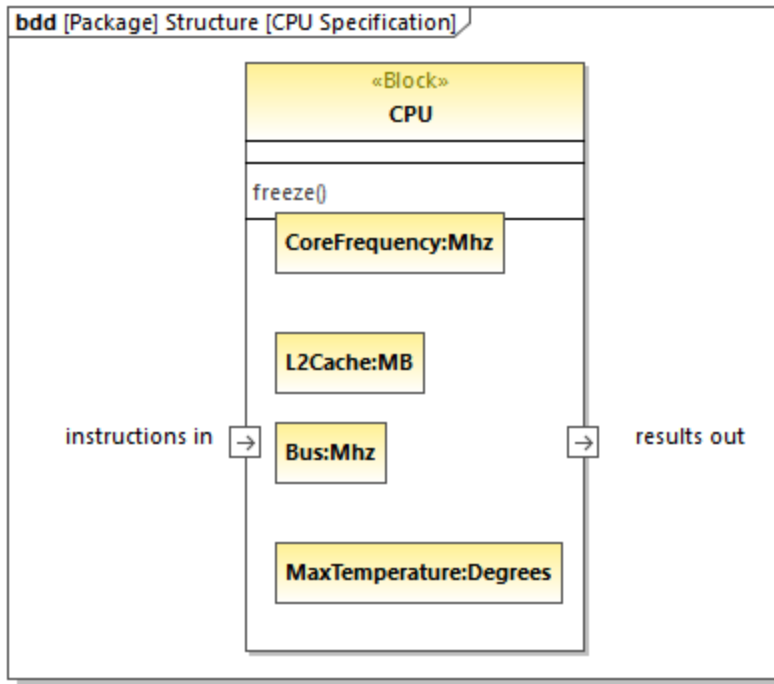 bdd [Package] Structure [CPU Specification]
«Block»
CPU
freeze()
CoreFrequency:Mhz
L2Cache:MB
instructions in
results out
Bus:Mhz
MaxTemperature:Degrees